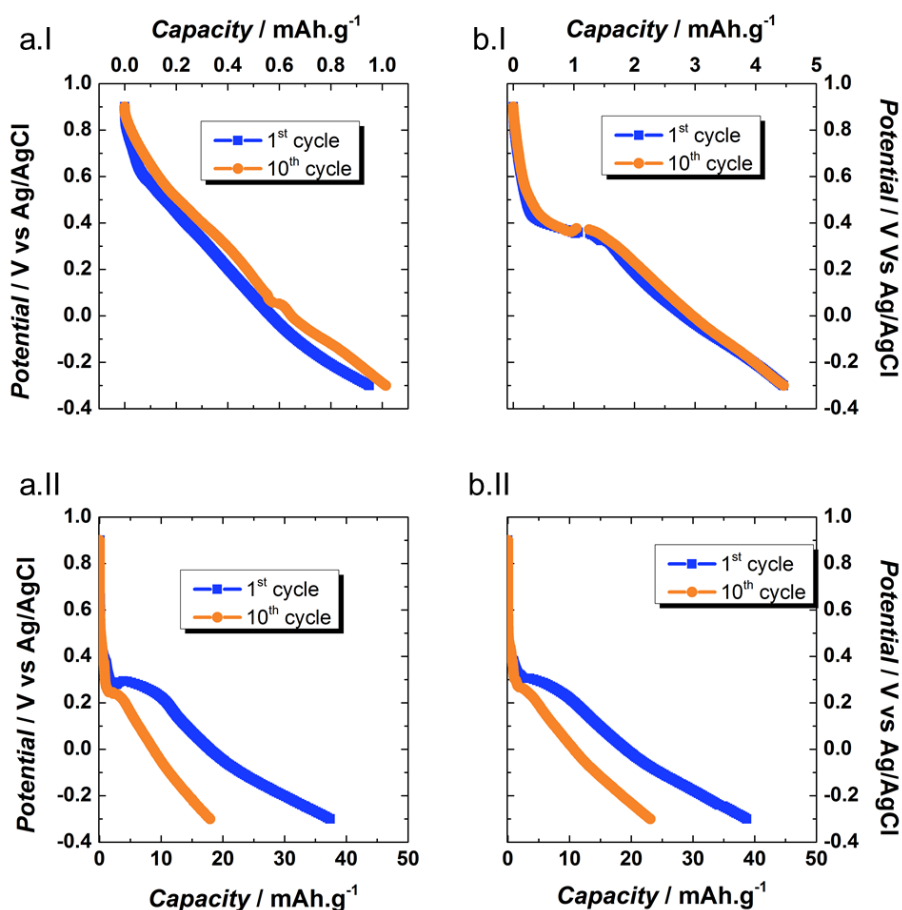 a.I
Capacity / mAh.g⁻¹
0.0 0.2 0.4 0.6 0.8 1.0
1.0
0.8
0.6
0.4
0.2
0.0
-0.2
-0.4
Potential / V vs Ag/AgCl
1ˢᵗ cycle
10ᵗʰ cycle
b.I
Capacity / mAh.g⁻¹
0 1 2 3 4 5
1st cycle
10th cycle
1.0
0.8
0.6
0.4
0.2
0.0
-0.2
-0.4
Potential / V Vs Ag/AgCl
a.II
1.0
0.8
0.6
0.4
0.2
0.0
-0.2
-0.4
Potential / V vs Ag/AgCl
1ˢᵗ cycle
10ᵗʰ cycle
0 10 20 30 40 50
Capacity / mAh.g⁻¹
b.II
1ˢᵗ cycle
10ᵗʰ cycle
1.0
0.8
0.6
0.4
0.2
0.0
-0.2
-0.4
Potential / V vs Ag/AgCl
0 10 20 30 40 50
Capacity / mAh.g⁻¹